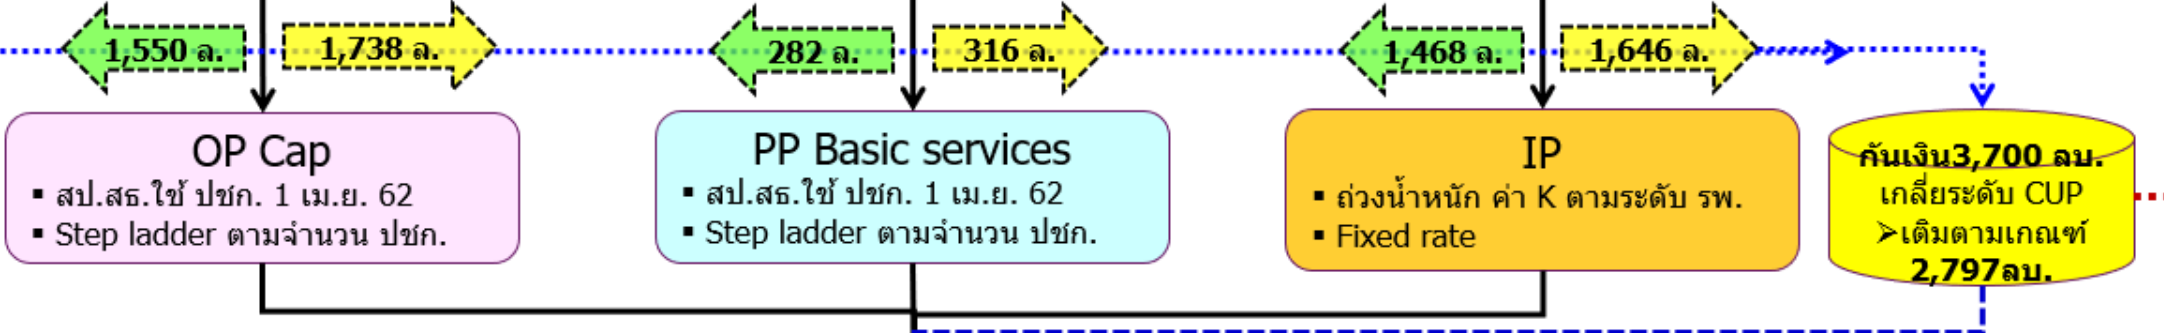 1,550 ล.
1,738 ล.
282 ล.
316 ล.
1,468 ล.
1,646 ล.
OP Cap
▪ สป.สธ.ใช้ ปชก. 1 เม.ย. 62
▪ Step ladder ตามจำนวน ปชก.
PP Basic services
▪ สป.สธ.ใช้ ปชก. 1 เม.ย. 62
▪ Step ladder ตามจำนวน ปชก.
IP
▪ ถ่วงน้ำหนัก ค่า K ตามระดับ รพ.
▪ Fixed rate
กันเงิน3,700 ลบ.
เกลี่ยระดับ CUP
➢เติมตามเกณฑ์
2,797ลบ.